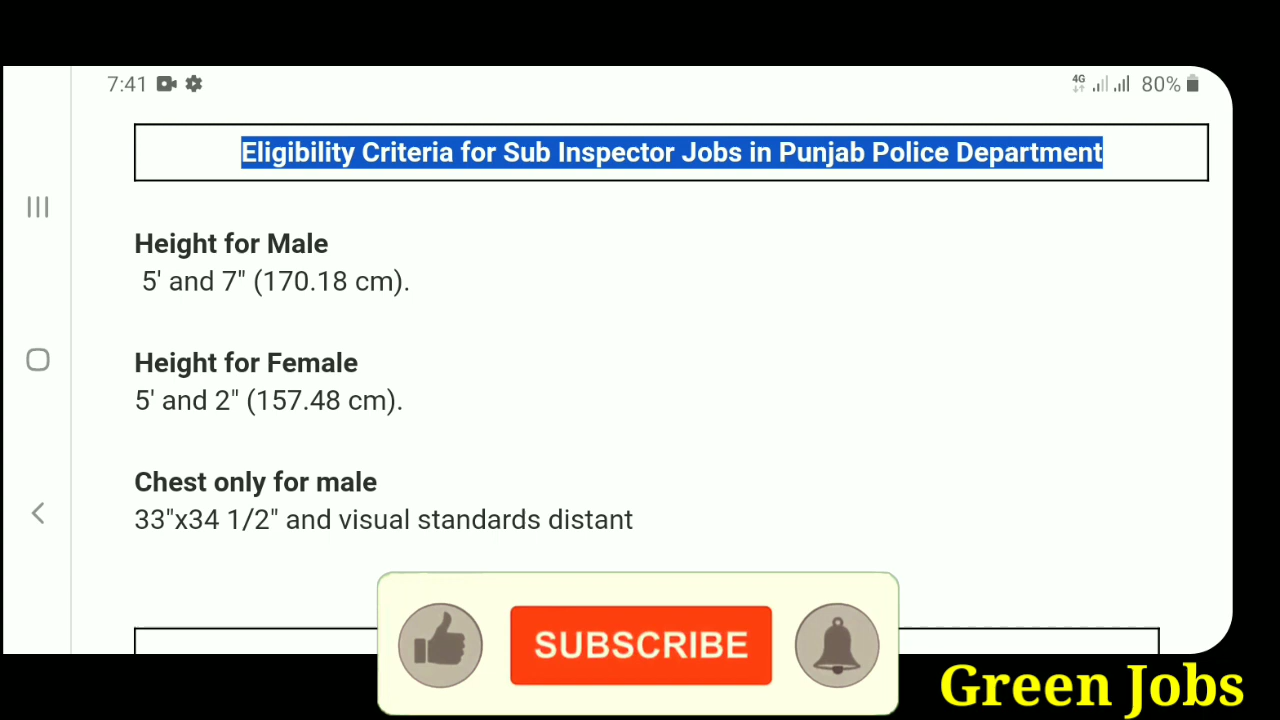 7:41
4G 80%
Eligibility Criteria for Sub Inspector Jobs in Punjab Police Department
Height for Male
5' and 7" (170.18 cm).
Height for Female
5' and 2" (157.48 cm).
Chest only for male
33"x34 1/2" and visual standards distant
SUBSCRIBE
Green Jobs